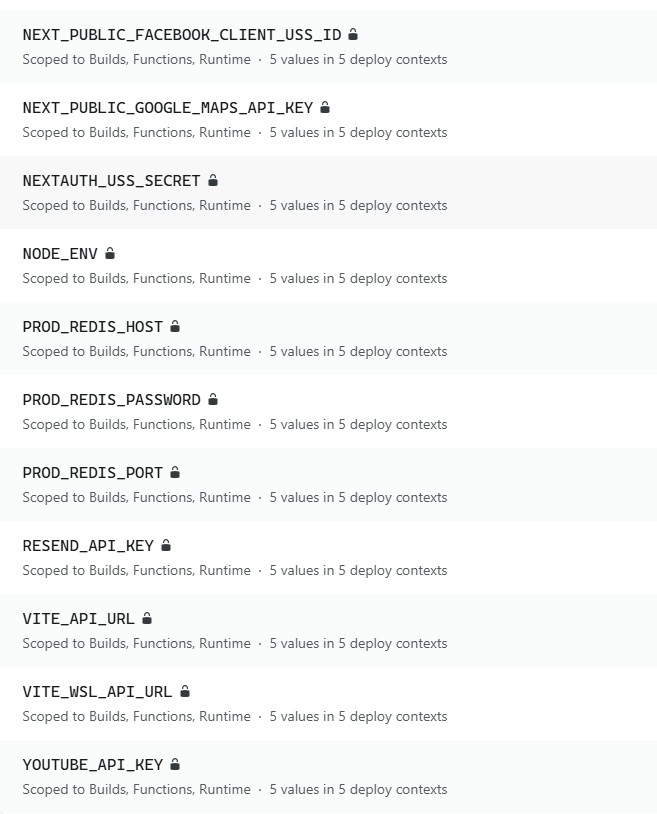 NEXT_PUBLIC_FACEBOOK_CLIENT_USS_ID
Scoped to Builds, Functions, Runtime · 5 values in 5 deploy contexts
NEXT_PUBLIC_GOOGLE_MAPS_API_KEY
Scoped to Builds, Functions, Runtime · 5 values in 5 deploy contexts
NEXTAUTH_USS_SECRET
Scoped to Builds, Functions, Runtime · 5 values in 5 deploy contexts
NODE_ENV
Scoped to Builds, Functions, Runtime · 5 values in 5 deploy contexts
PROD_REDIS_HOST
Scoped to Builds, Functions, Runtime · 5 values in 5 deploy contexts
PROD_REDIS_PASSWORD
Scoped to Builds, Functions, Runtime · 5 values in 5 deploy contexts
PROD_REDIS_PORT
Scoped to Builds, Functions, Runtime · 5 values in 5 deploy contexts
RESEND_API_KEY
Scoped to Builds, Functions, Runtime · 5 values in 5 deploy contexts
VITE_API_URL
Scoped to Builds, Functions, Runtime · 5 values in 5 deploy contexts
VITE_WSL_API_URL
Scoped to Builds, Functions, Runtime · 5 values in 5 deploy contexts
YOUTUBE_API_KEY
Scoped to Builds, Functions, Runtime · 5 values in 5 deploy contexts